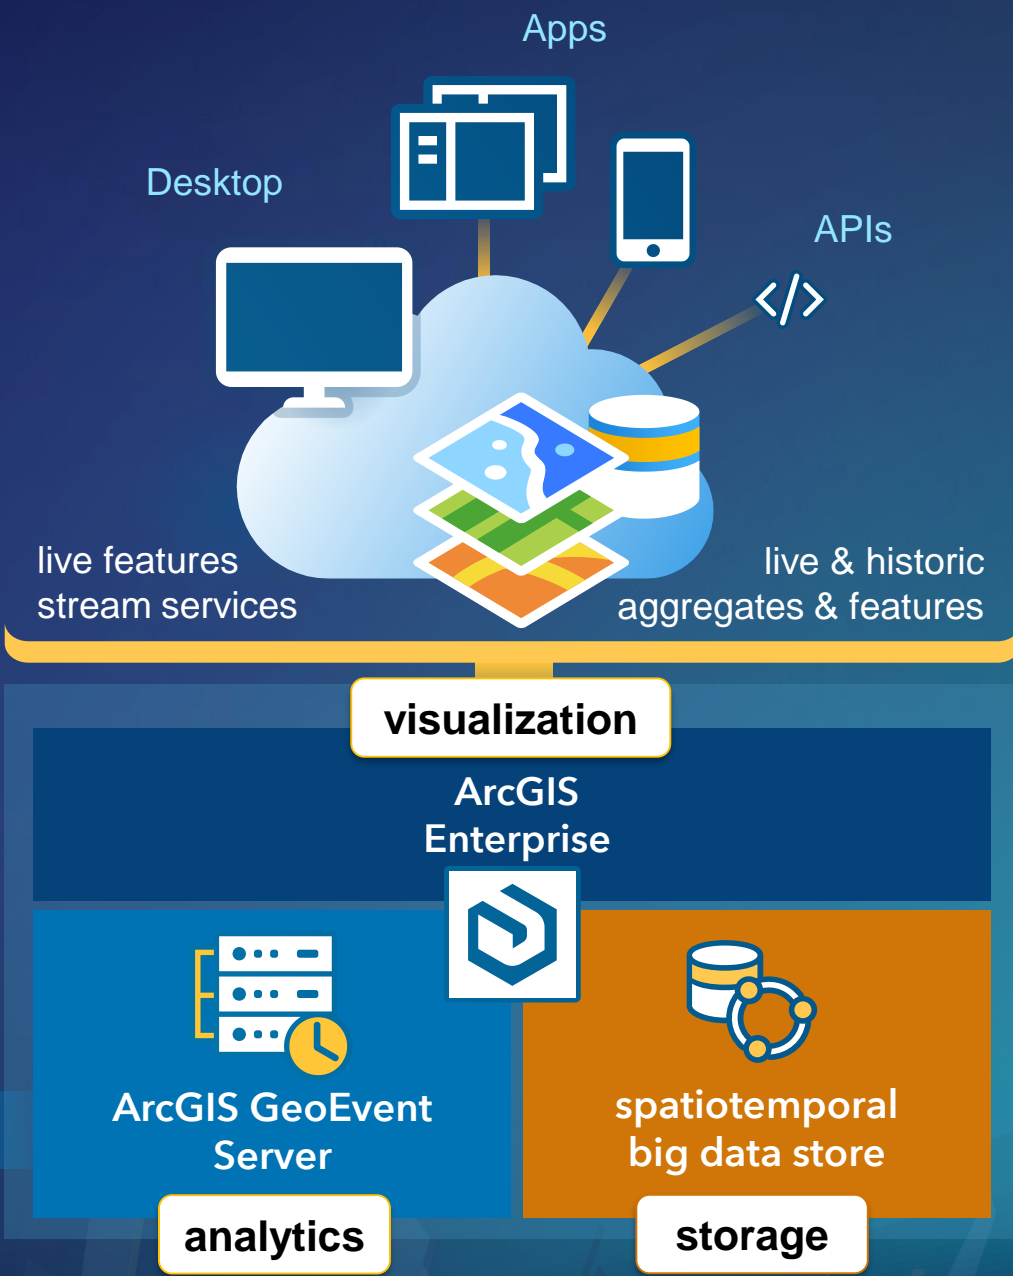 Apps
Desktop
APIs
live features
stream services
live & historic
aggregates & features
visualization
ArcGIS
Enterprise
ArcGIS GeoEvent
Server
spatiotemporal
big data store
analytics
storage